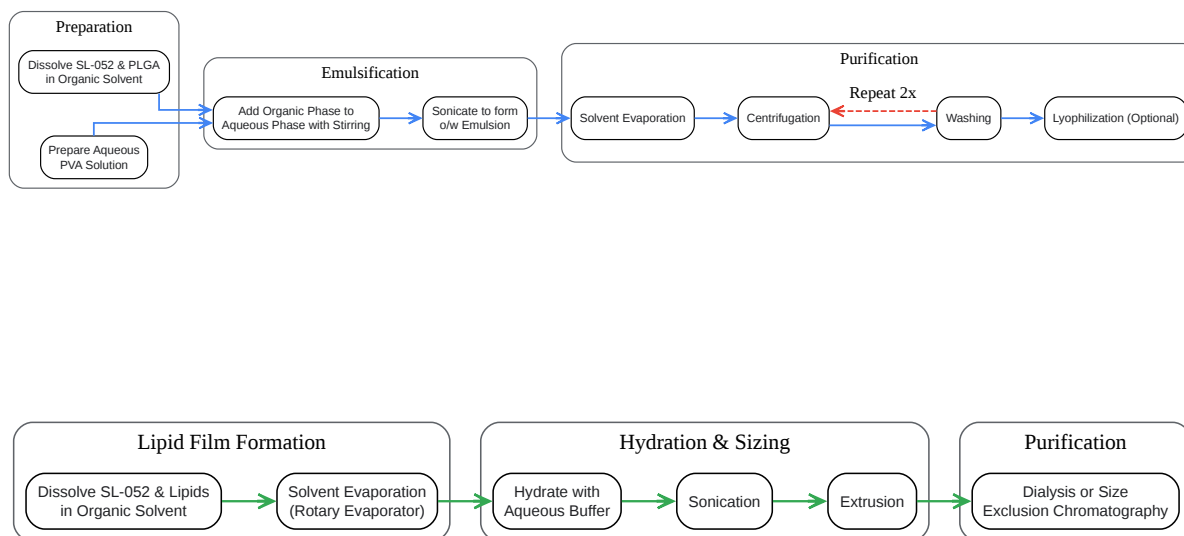 Preparation
Dissolve SL-052 & PLGA
in Organic Solvent
Prepare Aqueous
PVA Solution
Emulsification
Add Organic Phase to
Aqueous Phase with Stirring
Sonicate to form
o/w Emulsion
Purification
Solvent Evaporation
Centrifugation
Repeat 2x
Washing
Lyophilization (Optional)
Lipid Film Formation
Dissolve SL-052 & Lipids
in Organic Solvent
Solvent Evaporation
(Rotary Evaporator)
Hydration & Sizing
Hydrate with
Aqueous Buffer
Sonication
Extrusion
Purification
Dialysis or Size
Exclusion Chromatography